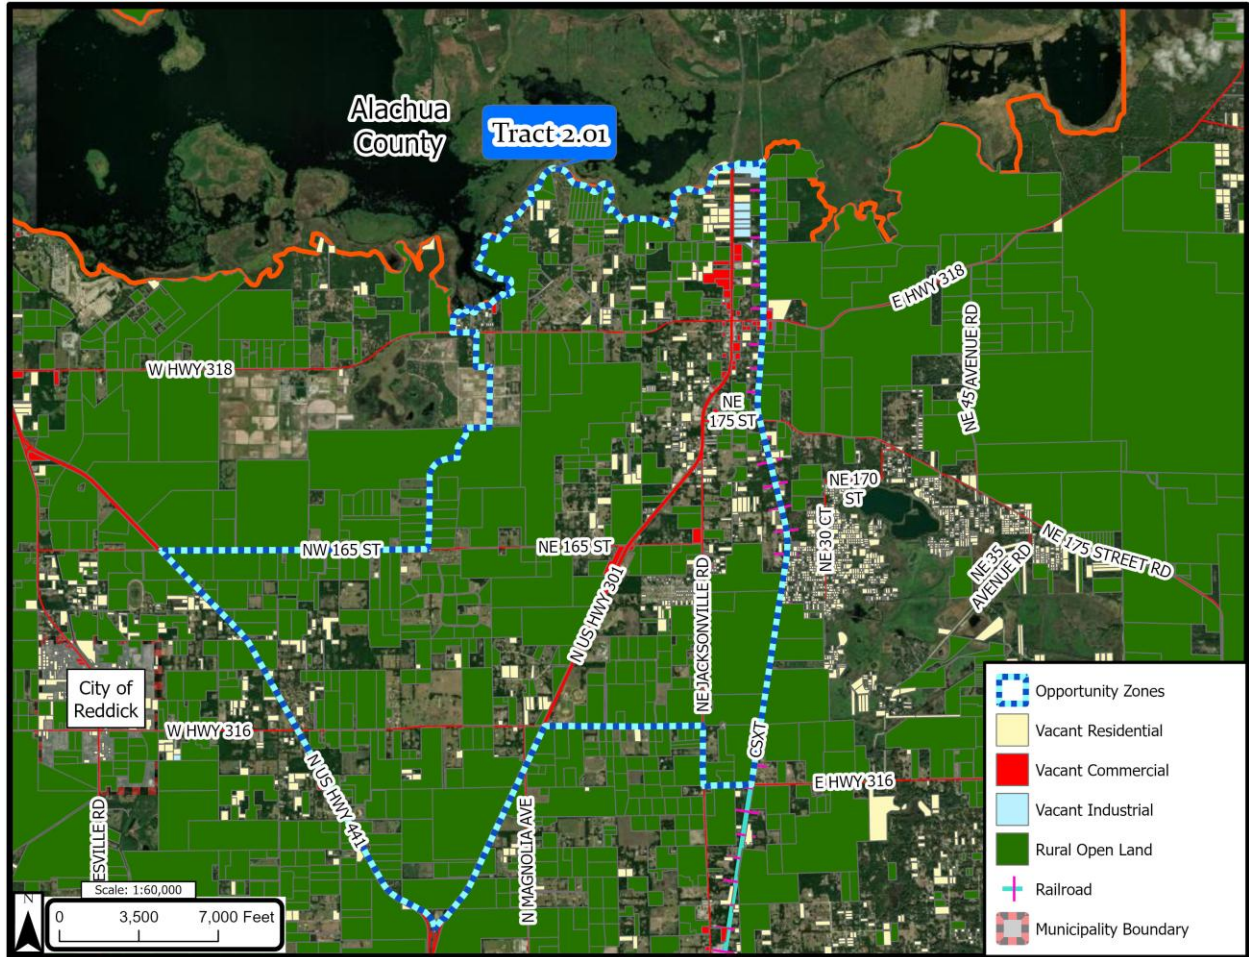 Alachua
County
Tract 2.01
E HWY 318
W HWY 318
NE 45 AVENUE RD
NE
175 ST
NE 170
ST
NE 30 CT
NE 175 STREET RD
NE 35
AVENUE RD
NW 165 ST
NE 165 ST
N US HWY 301
NE JACKSONVILLE RD
City of
Reddick
W HWY 316
N US HWY 441
CSXT
E HWY 316
N MAGNOLIA AVE
ESVILLE RD
Scale: 1:60,000
N
0 3,500 7,000 Feet
Opportunity Zones
Vacant Residential
Vacant Commercial
Vacant Industrial
Rural Open Land
Railroad
Municipality Boundary